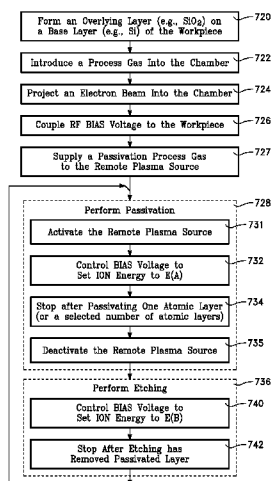 Form an Overlying Layer (e.g., SiO2) on
a Base Layer (e.g., Si) of the Workpiece
720
Introduce a Process Gas Into the Chamber
722
Project an Electron Beam Into the Chamber
724
Couple RF BIAS Voltage to the Workpiece
726
Supply a Passivation Process Gas
to the Remote Plasma Source
727
728
Perform Passivation
731
Activate the Remote Plasma Source
732
Control BIAS Voltage to
Set ION Energy to E(A)
734
Stop after Passivating One Atomic Layer
(or a selected number of atomic layers)
735
Deactivate the Remote Plasma Source
736
Perform Etching
740
Control BIAS Voltage to
Set ION Energy to E(B)
742
Stop After Etching has
Removed Passivated Layer